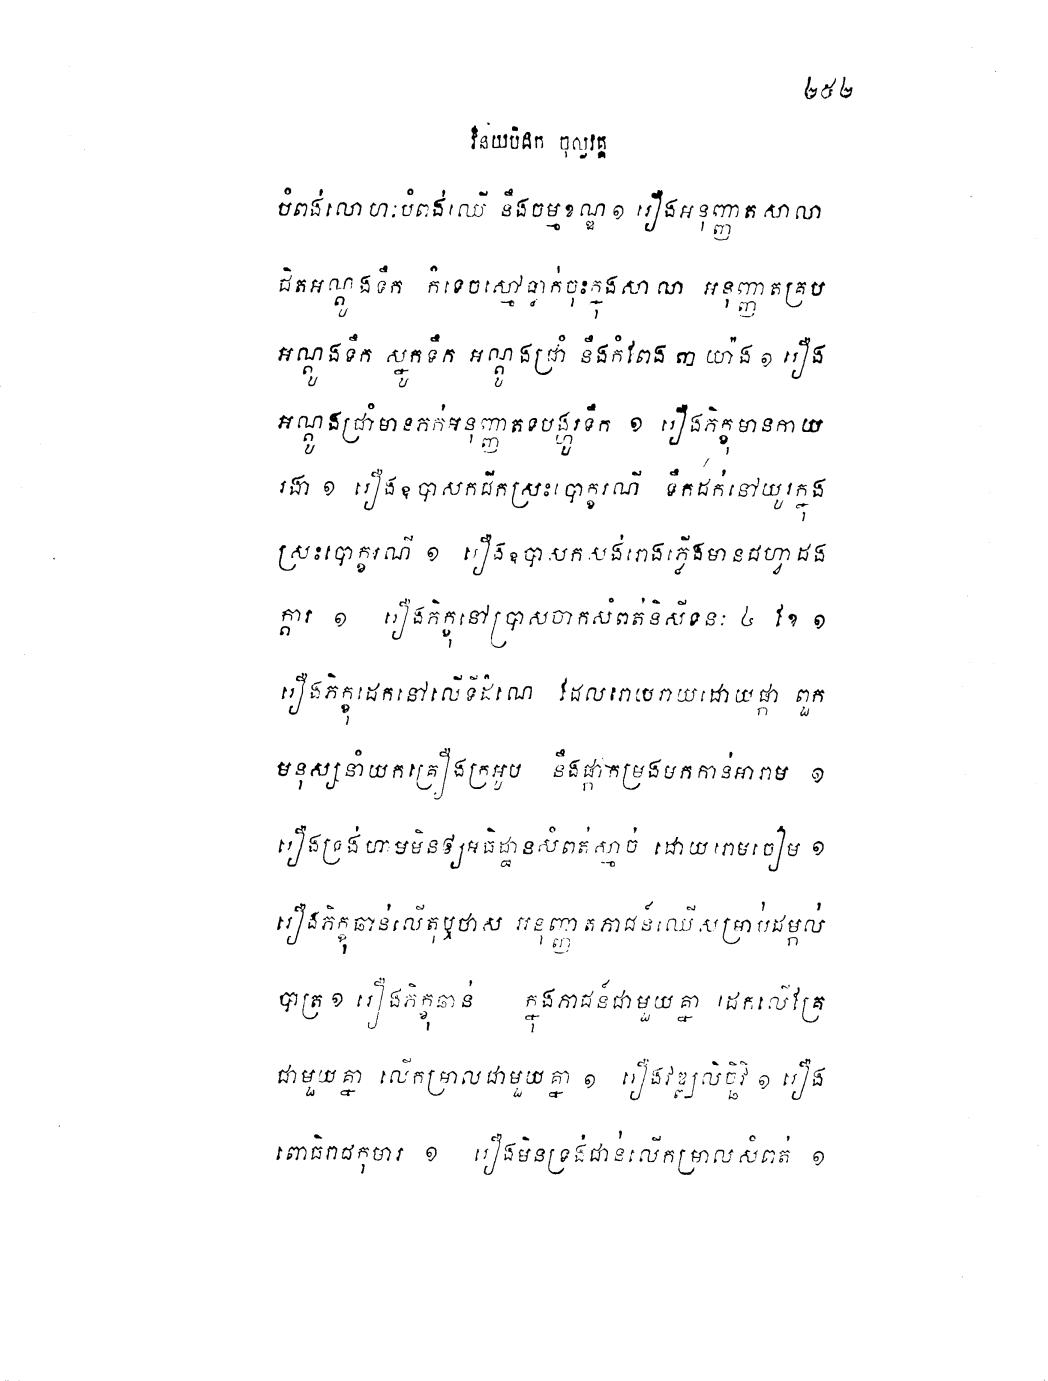 ២៥២
វិនយបិដក ចុល្លវគ្គ
បំពង់លោហៈបំពង់ឈើ នឹងចម្មខណ្ឌ ១ រឿងអនុញ្ញាតសាលា
ជិតអណ្តូងទឹក កំទេចស្មៅធ្លាក់ចុះក្នុងសាលា អនុញ្ញាតគ្រប
អណ្តូងទឹក ស្នូកទឹក អណ្តូងជ្រាំ នឹងកំពែង ៣ យ៉ាង ១ រឿង
អណ្តូងជ្រាំមានភក់អនុញ្ញាតទបង្ហូរទឹក ១ រឿងភិក្ខុមានកាយ
រងា ១ រឿងឧបាសកជីកស្រះបោក្ខរណី ទឹកដក់នៅយូរក្នុង
ស្រះបោក្ខរណី ១ រឿងឧបាសកសង់រោងភ្លើងមានជហ្វាដង
ក្តារ ១ រឿងភិក្ខុនៅប្រាសចាកសំពត់និសីទនៈ ៤ ខែ ១
រឿងភិក្ខុដេកនៅលើទីដំណេ ដែលរោយរាយដោយផ្កា ពួក
មនុស្សនាំយកគ្រឿងក្រអូប នឹងផ្កាកម្រងមកកាន់អារាម ១
រឿងទ្រង់ហាមមិនឲ្យអធិដ្ឋានសំពត់ស្មាច់ ដោយរោមចៀម ១
រឿងភិក្ខុឆាន់លើតុប្ឫថាស អនុញ្ញាតភាជន៍ឈើសម្រាប់ដម្កល់
បាត្រ ១ រឿងភិក្ខុឆាន់ ក្នុងភាជន៍ជាមួយគ្នា ដេកលើគ្រែ
ជាមួយគ្នា លើកម្រាលជាមួយគ្នា ១ រឿងវឌ្ឍលិច្ឆិវិ ១ រឿង
ពោធិរាជកុមារ ១ រឿងមិនទ្រង់ជាន់លើកម្រាលសំពត់ ១